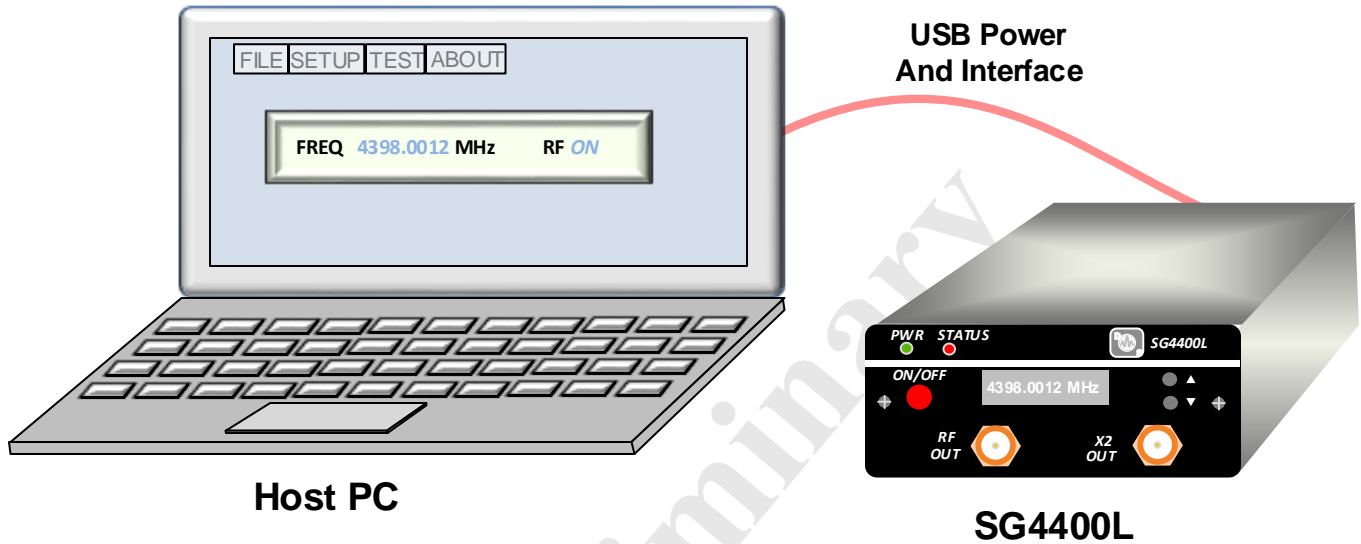 USB Power
And Interface
FILE SETUP TEST ABOUT
FREQ 4398.0012 MHz RF ON
PWR STATUS
SG4400L
ON/OFF
4398.0012 MHz
RF
OUT
X2
OUT
Host PC
SG4400L